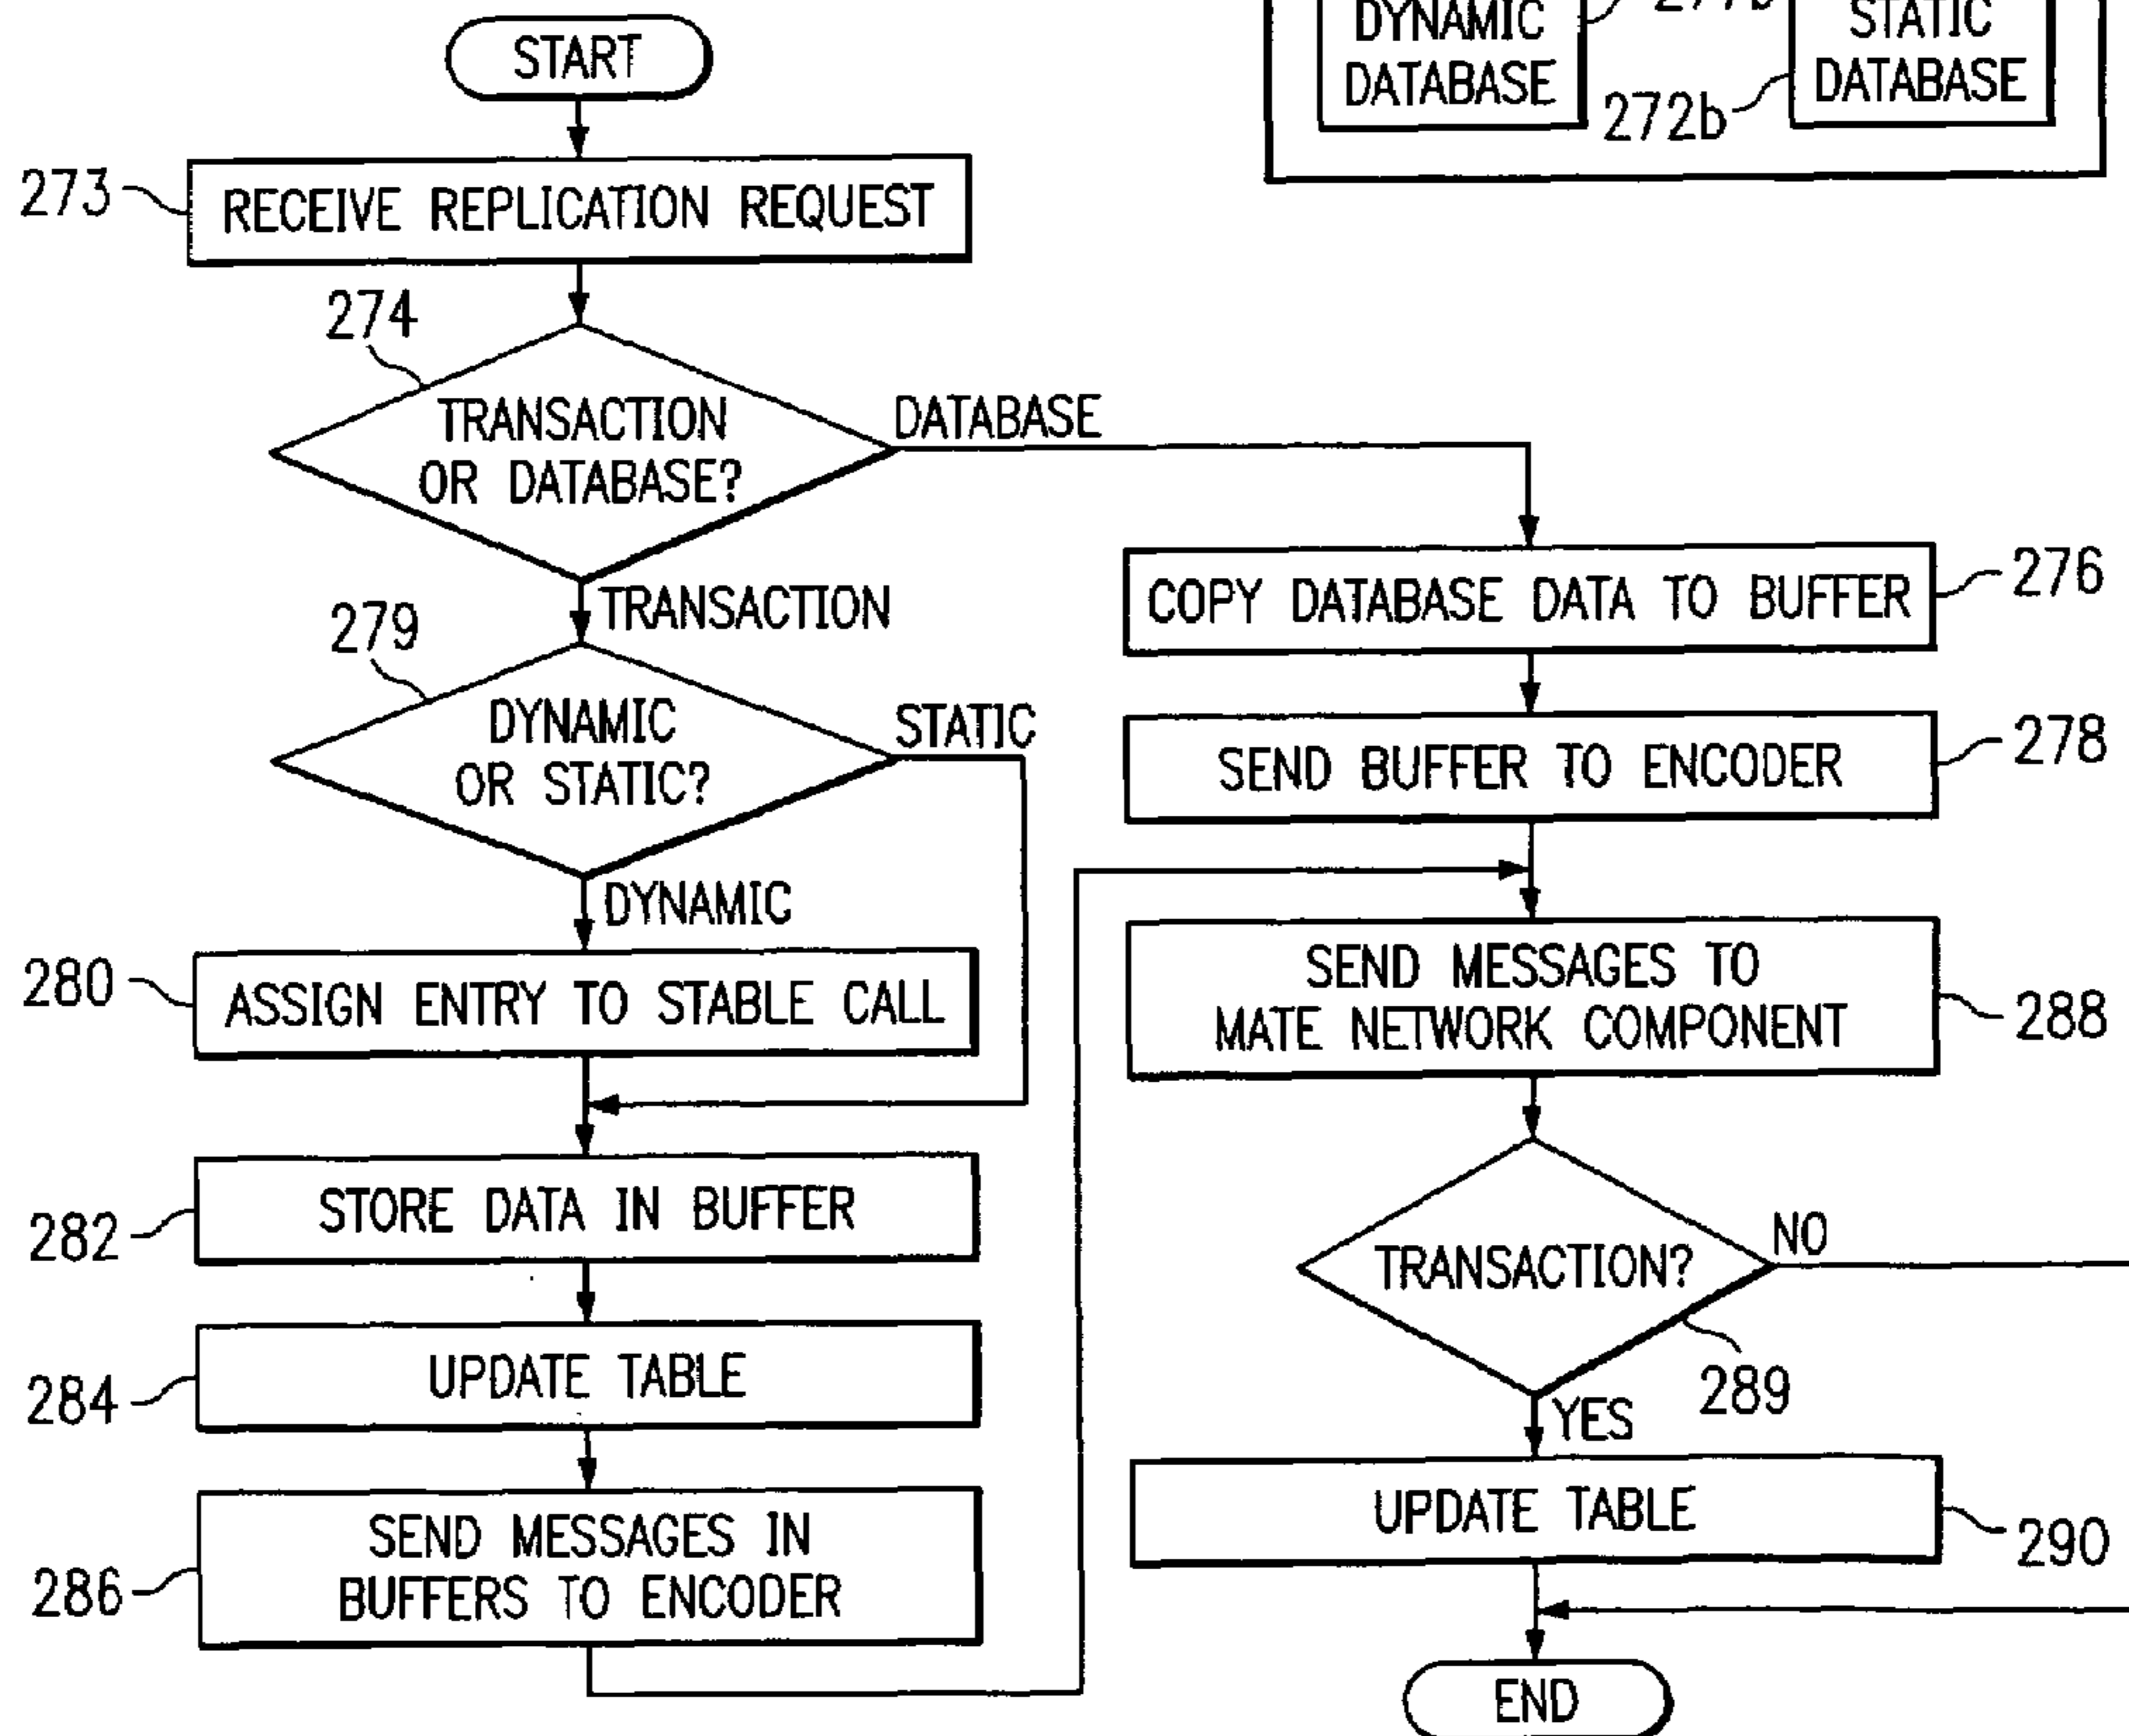 START
273
RECEIVE REPLICATION REQUEST
274
TRANSACTION
OR DATABASE?
DATABASE
TRANSACTION
279
DYNAMIC
OR STATIC?
STATIC
DYNAMIC
280
ASSIGN ENTRY TO STABLE CALL
282
STORE DATA IN BUFFER
284
UPDATE TABLE
286
SEND MESSAGES IN
BUFFERS TO ENCODER
DYNAMIC
DATABASE
272b
STATIC
DATABASE
COPY DATABASE DATA TO BUFFER
276
SEND BUFFER TO ENCODER
278
SEND MESSAGES TO
MATE NETWORK COMPONENT
288
TRANSACTION?
NO
289
YES
UPDATE TABLE
290
END